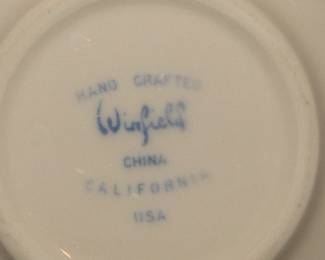 HAND CRAFTED
Winfield
CHINA
CALIFORNIA
USA